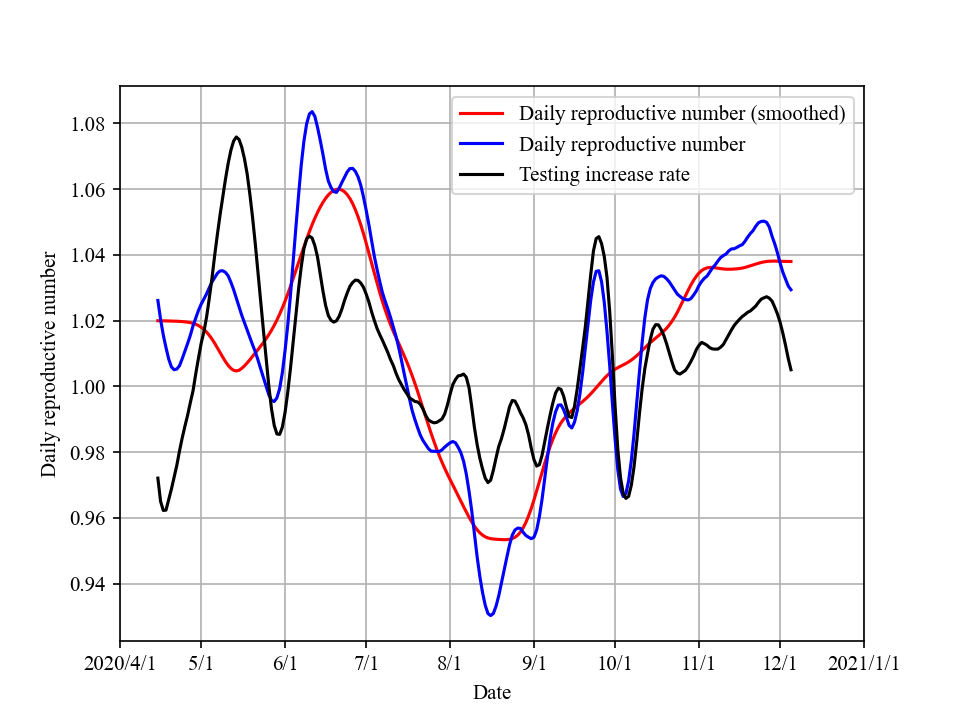 Daily reproductive number (smoothed)
Daily reproductive number
Testing increase rate
Daily reproductive number
1.08
1.06
1.04
1.02
1.00
0.98
0.96
0.94
2020/4/1 5/1 6/1 7/1 8/1 9/1 10/1 11/1 12/1 2021/1/1
Date